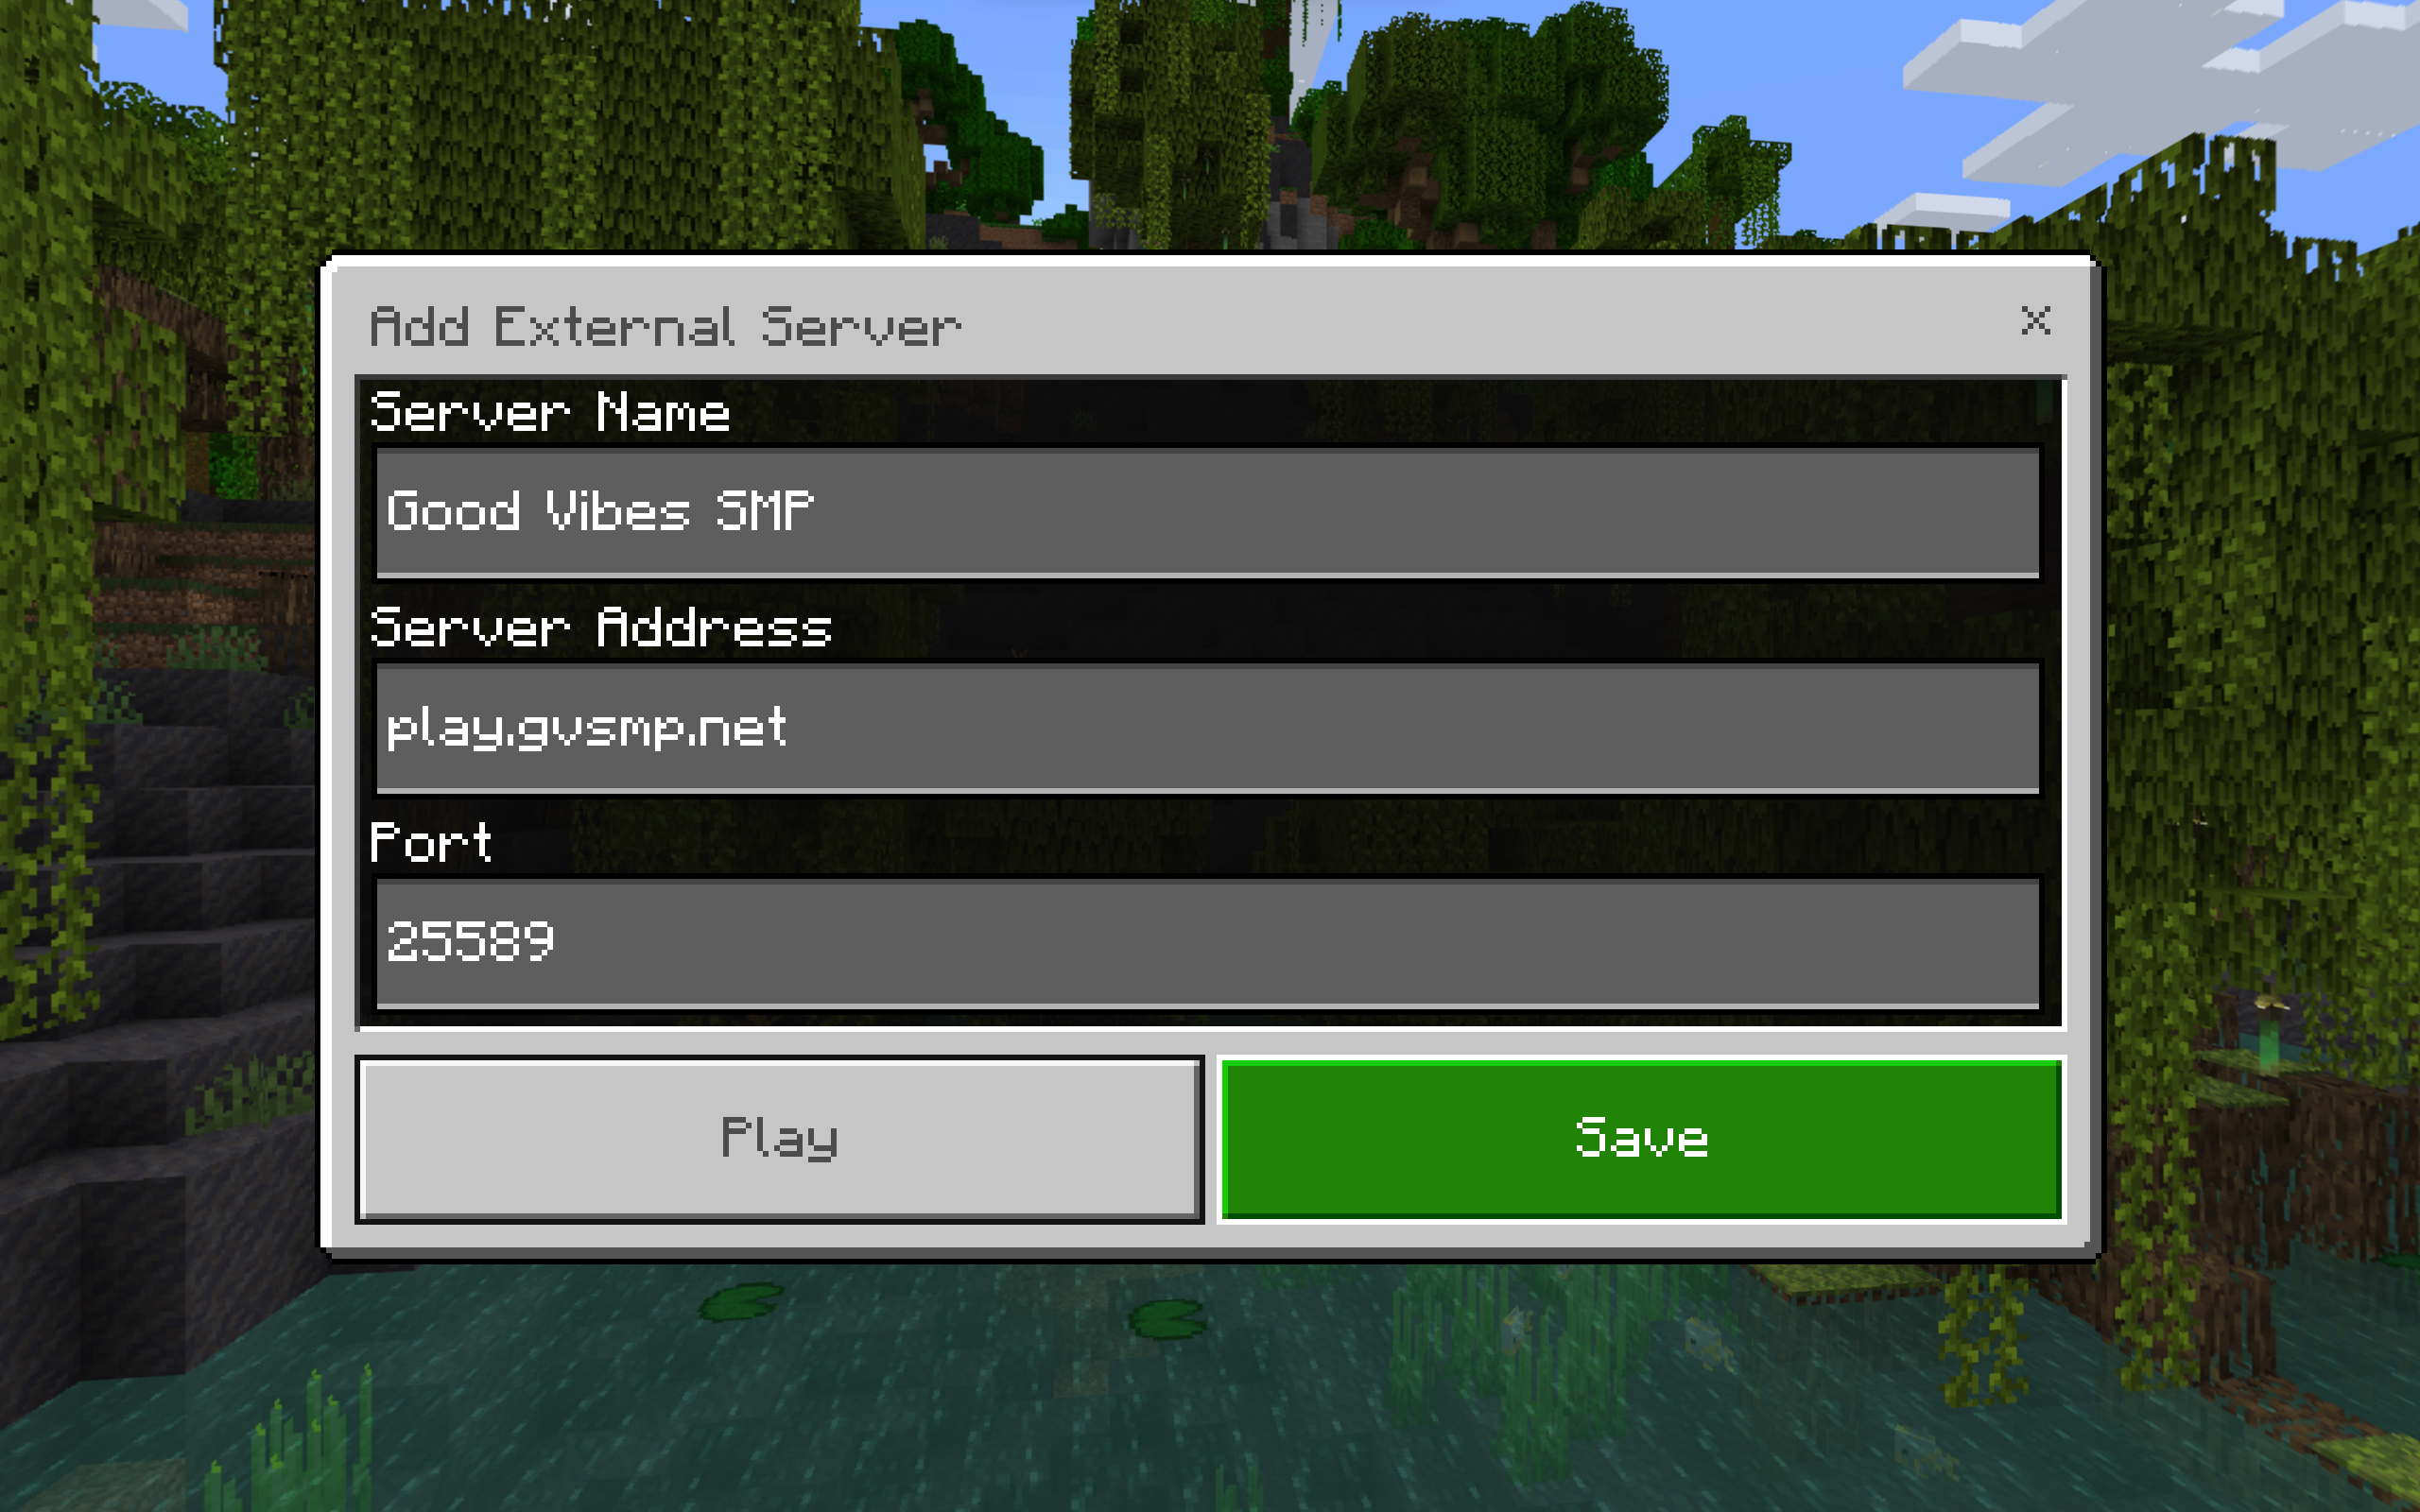 Add External Server
Server Name
Good Vibes SMP
Server Address
play.gvsmp.net
Port
25589
Play
Save